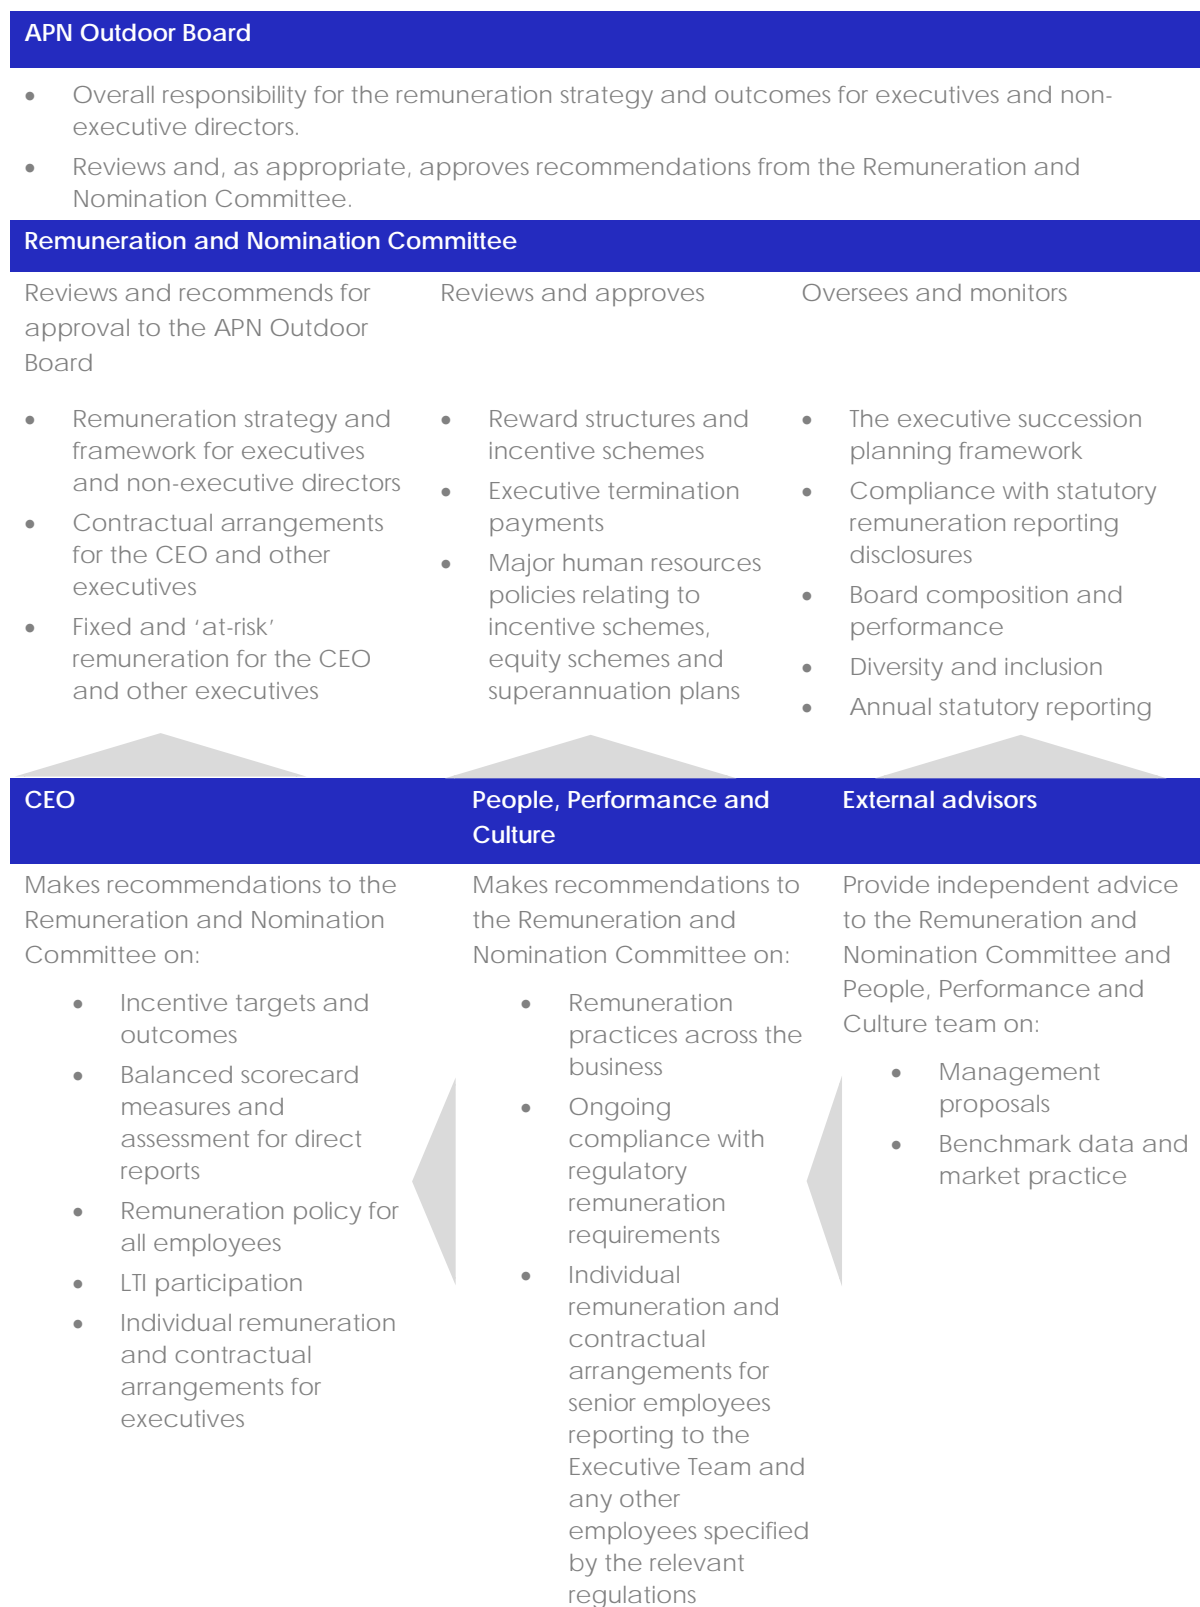 APN Outdoor Board
• Overall responsibility for the remuneration strategy and outcomes for executives and non-
executive directors.
• Reviews and, as appropriate, approves recommendations from the Remuneration and
Nomination Committee.
Remuneration and Nomination Committee
Reviews and recommends for
approval to the APN Outdoor
Board
• Remuneration strategy and
framework for executives
and non-executive directors
• Contractual arrangements
for the CEO and other
executives
• Fixed and ‘at-risk’
remuneration for the CEO
and other executives
Reviews and approves
• Reward structures and
incentive schemes
• Executive termination
payments
• Major human resources
policies relating to
incentive schemes,
equity schemes and
superannuation plans
Oversees and monitors
• The executive succession
planning framework
• Compliance with statutory
remuneration reporting
disclosures
• Board composition and
performance
• Diversity and inclusion
• Annual statutory reporting
CEO
Makes recommendations to the
Remuneration and Nomination
Committee on:
• Incentive targets and
outcomes
• Balanced scorecard
measures and
assessment for direct
reports
• Remuneration policy for
all employees
• LTI participation
• Individual remuneration
and contractual
arrangements for
executives
People, Performance and
Culture
Makes recommendations to
the Remuneration and
Nomination Committee on:
• Remuneration
practices across the
business
• Ongoing
compliance with
regulatory
remuneration
requirements
• Individual
remuneration and
contractual
arrangements for
senior employees
reporting to the
Executive Team and
any other
employees specified
by the relevant
regulations
External advisors
Provide independent advice
to the Remuneration and
Nomination Committee and
People, Performance and
Culture team on:
• Management
proposals
• Benchmark data and
market practice